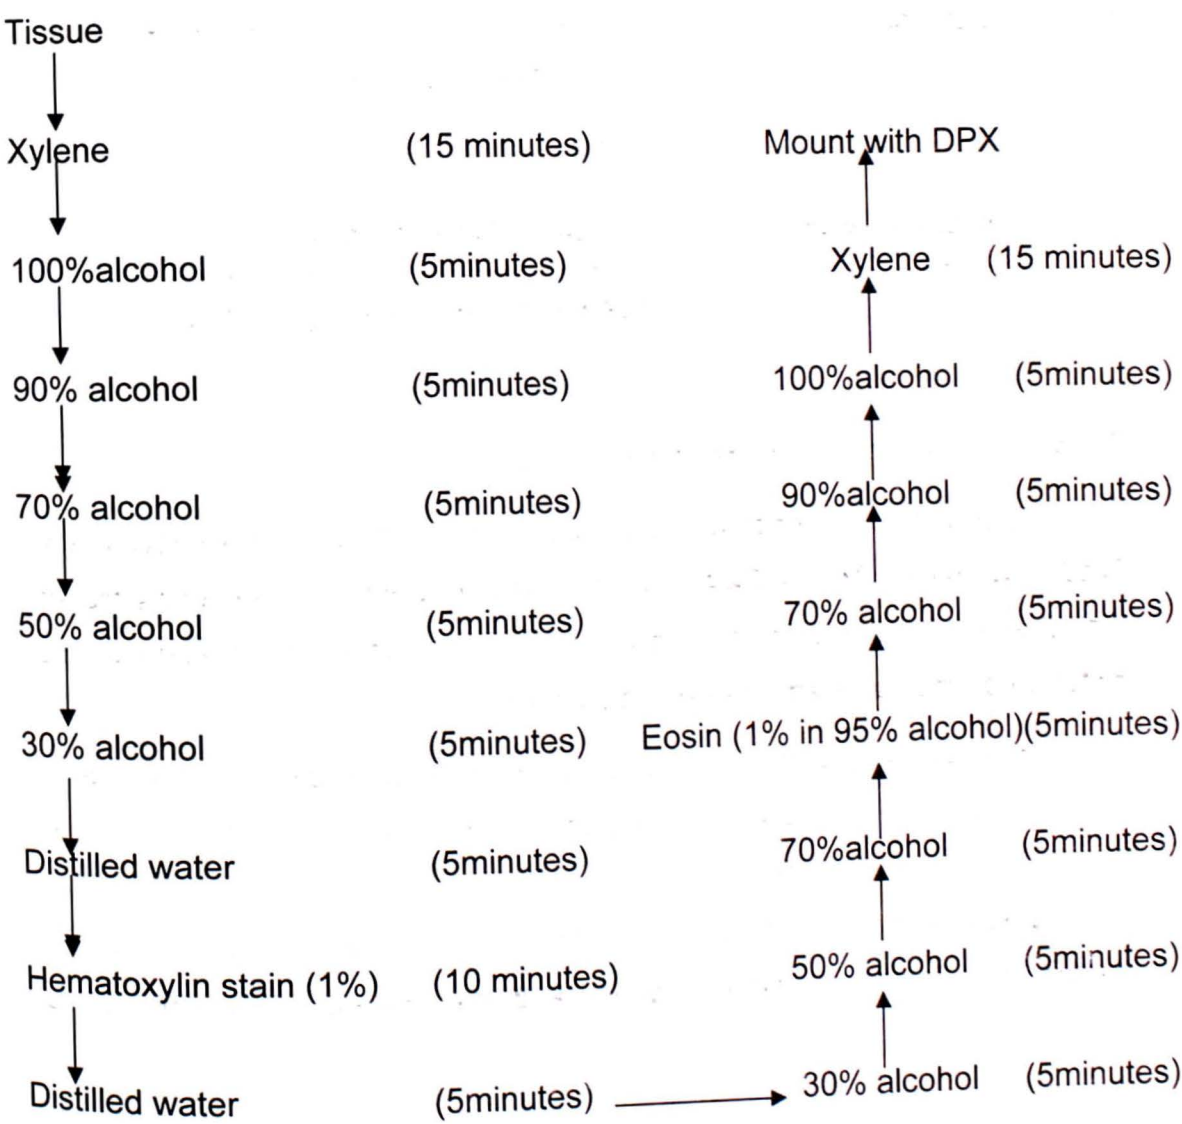 Tissue
Xylene (15 minutes)
100%alcohol (5minutes)
90% alcohol (5minutes)
70% alcohol (5minutes)
50% alcohol (5minutes)
30% alcohol (5minutes)
Distilled water (5minutes)
Hematoxylin stain (1%) (10 minutes)
Distilled water (5minutes)
30% alcohol (5minutes)
50% alcohol (5minutes)
70%alcohol (5minutes)
Eosin (1% in 95% alcohol)(5minutes)
70% alcohol (5minutes)
90%alcohol (5minutes)
100%alcohol (5minutes)
Xylene (15 minutes)
Mount with DPX